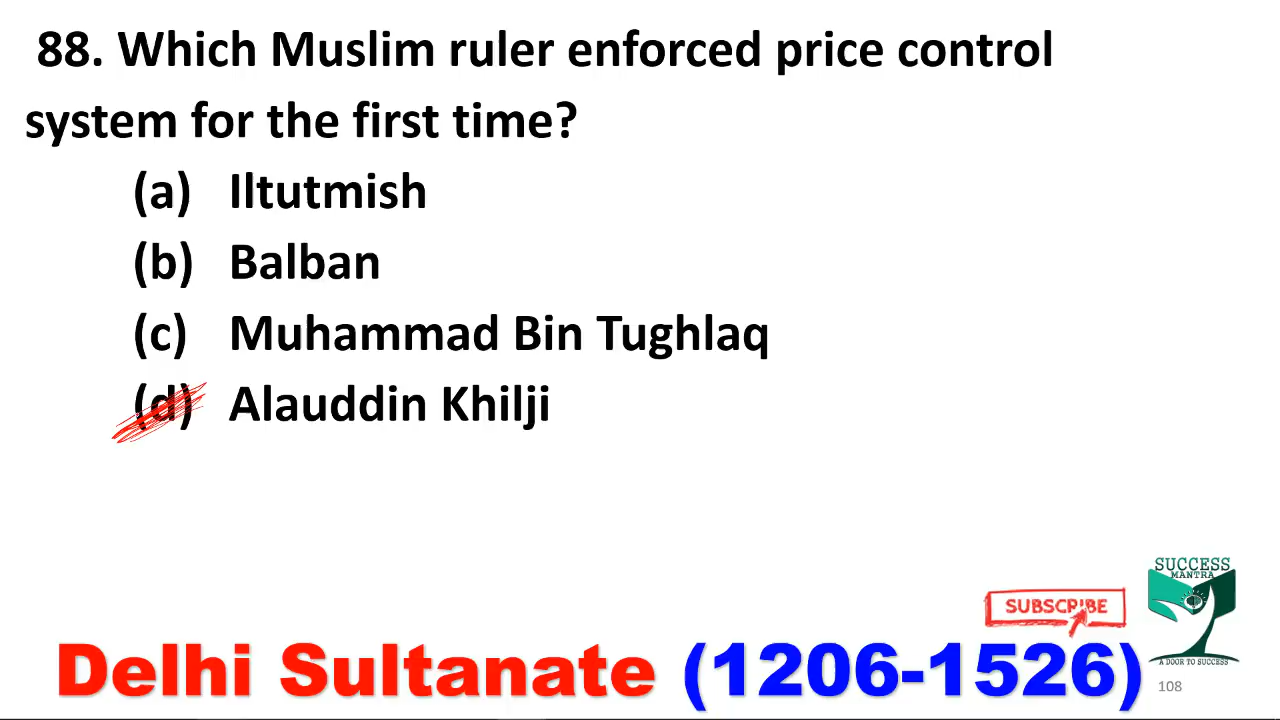 88. Which Muslim ruler enforced price control
system for the first time?
(a) Iltutmish
(b) Balban
(c) Muhammad Bin Tughlaq
(d) Alauddin Khilji
SUCCESS
MANTRA
SUBSCRIBE
A DOOR TO SUCCESS
Delhi Sultanate (1206-1526)
108